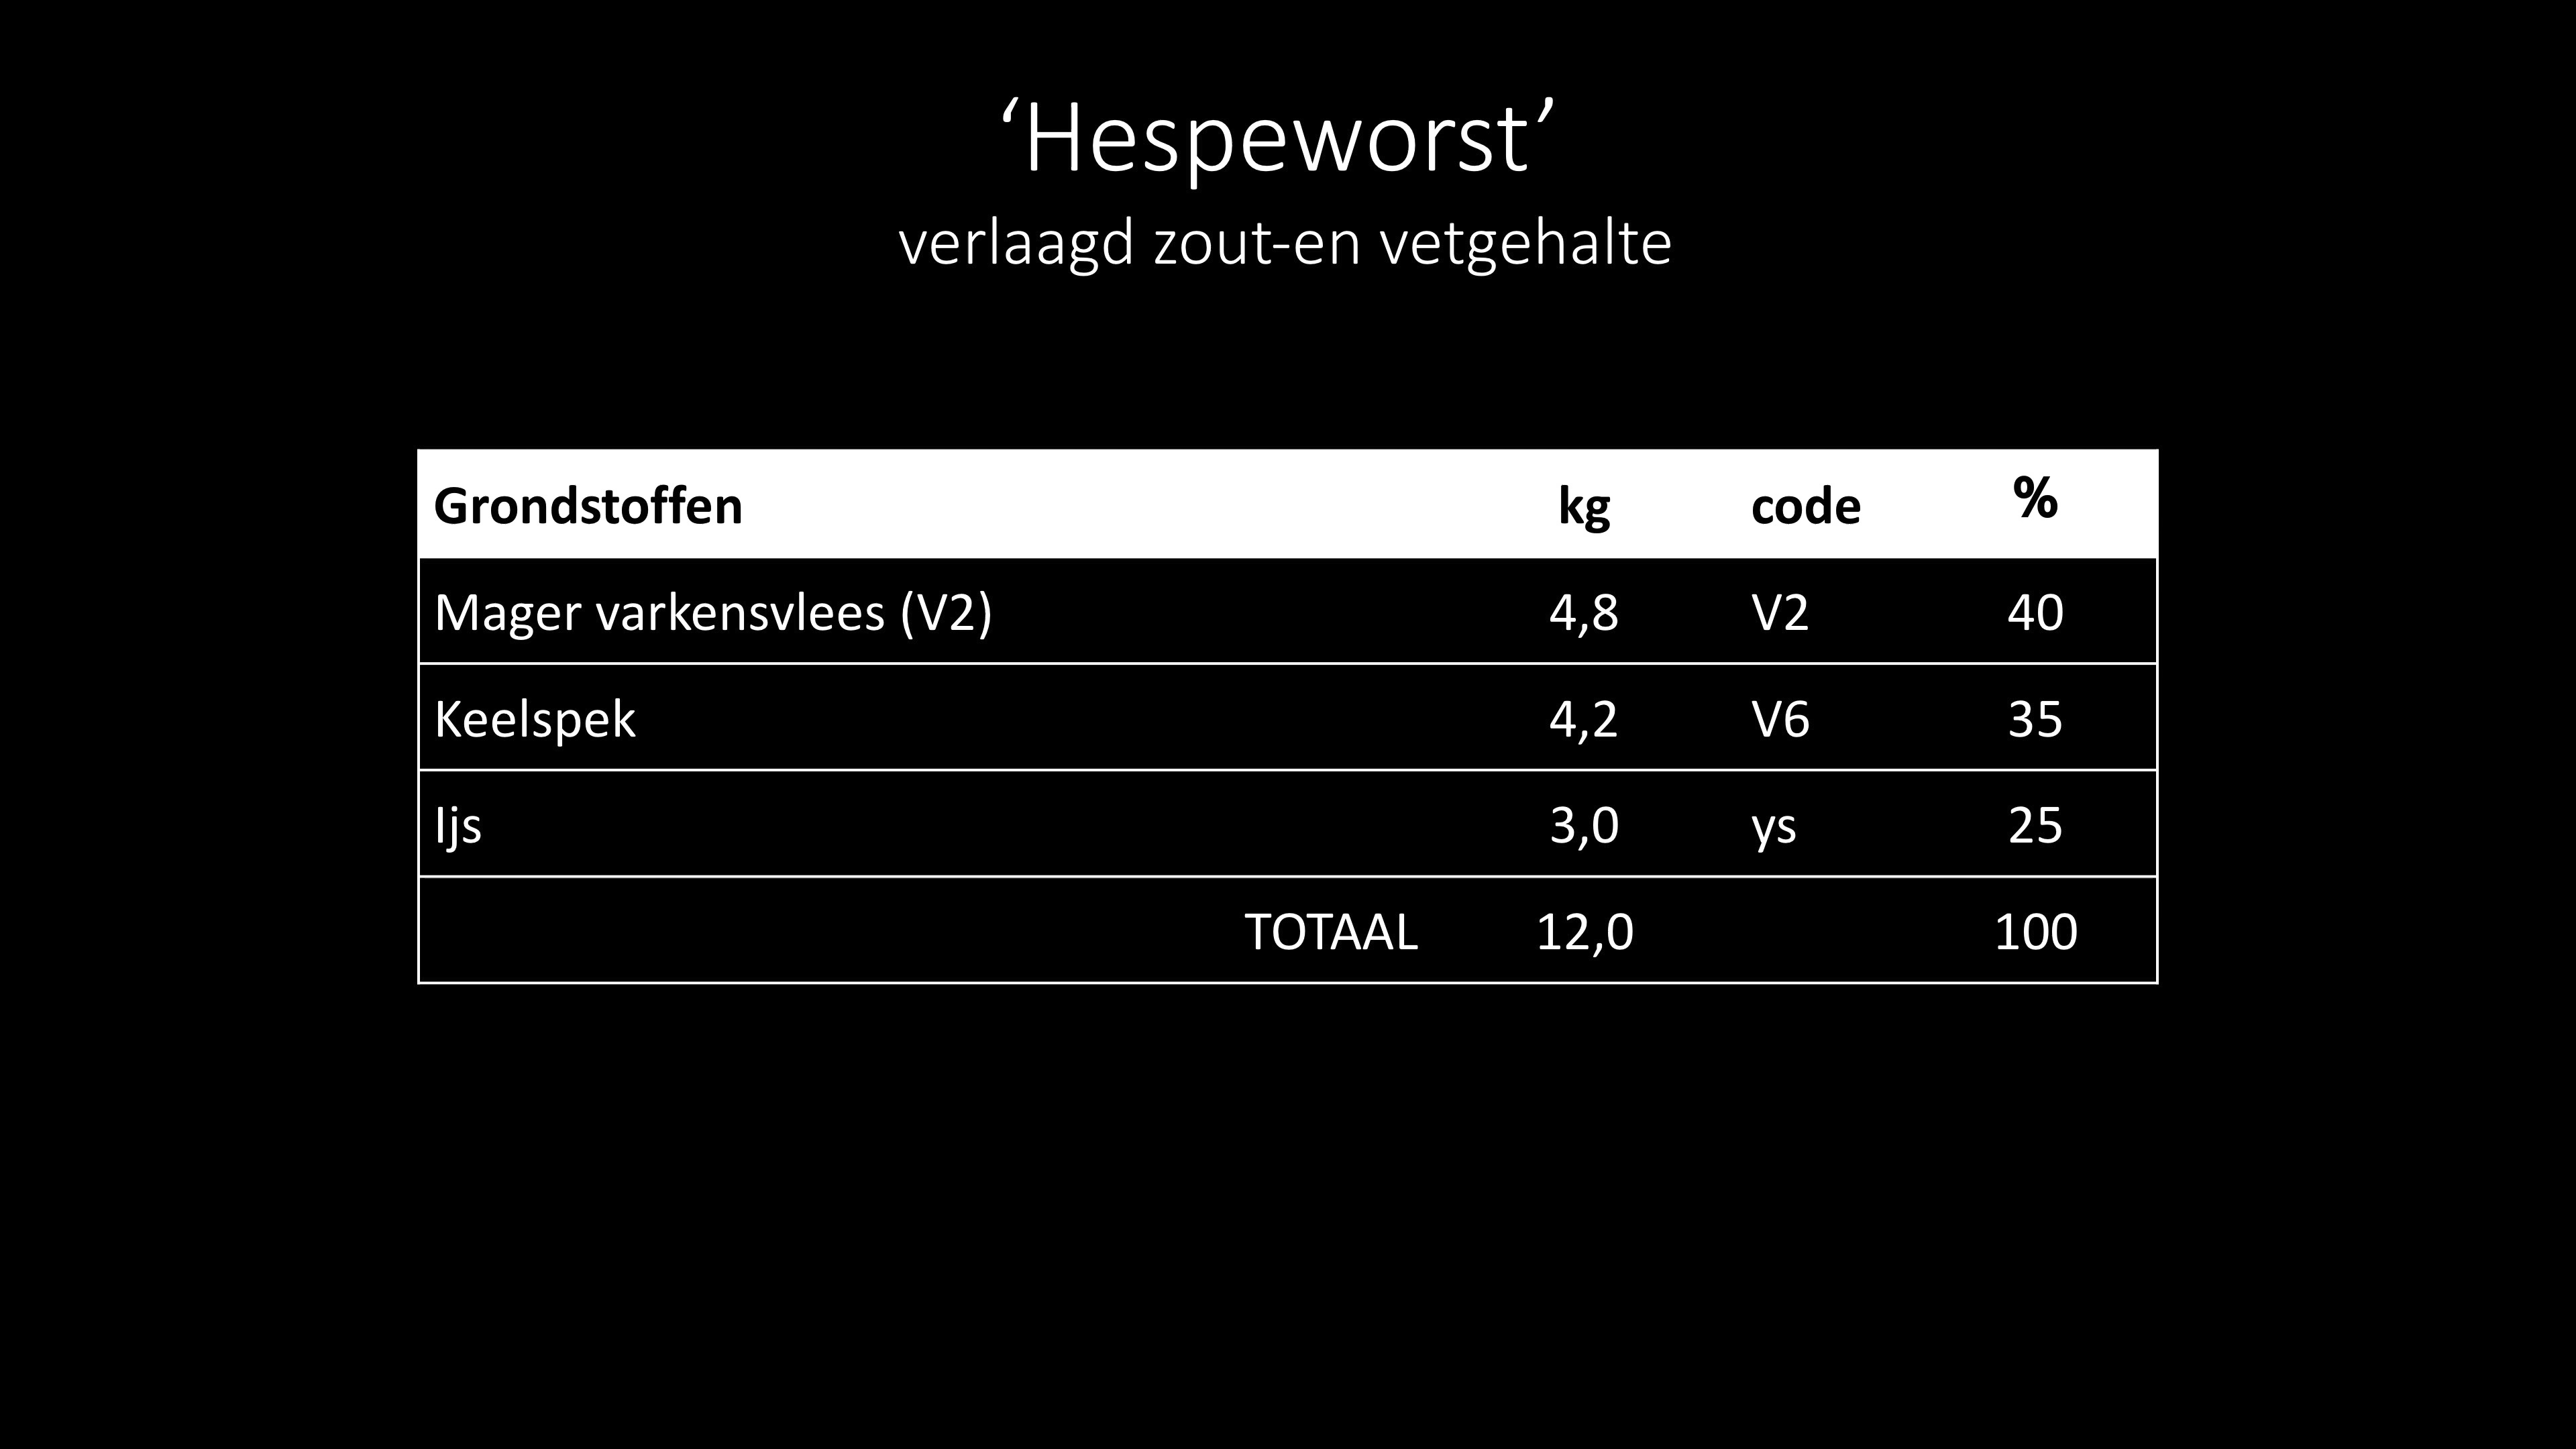 ‘Hespeworst’
verlaagd zout-en vetgehalte
Grondstoffen kg code %
Mager varkensvlees (V2) 4,8 V2 40
Keelspek 4,2 V6 35
Ijs 3,0 ys 25
TOTAAL 12,0 100